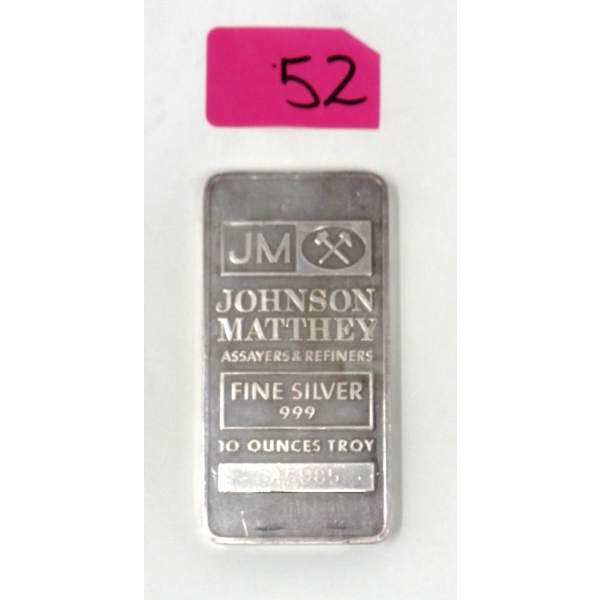 52
JM
JOHNSON
MATTHEY
ASSAYERS & REFINERS
FINE SILVER
999
10 OUNCES TROY